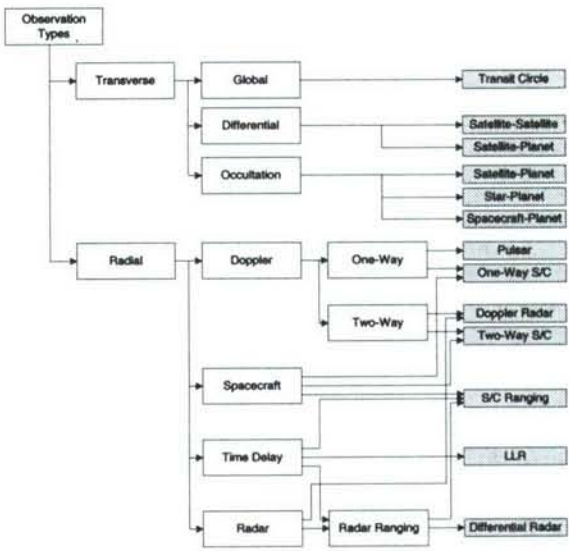 Observation
Types
Transverse
Global
Transit Circle
Differential
Satellite-Satellite
Satellite-Planet
Occultation
Satellite-Planet
Star-Planet
Spacecraft-Planet
Radial
Doppler
One-Way
Pulsar
One-Way S/C
Two-Way
Doppler Radar
Two-Way S/C
Spacecraft
S/C Ranging
Time Delay
LLR
Radar
Radar Ranging
Differential Radar